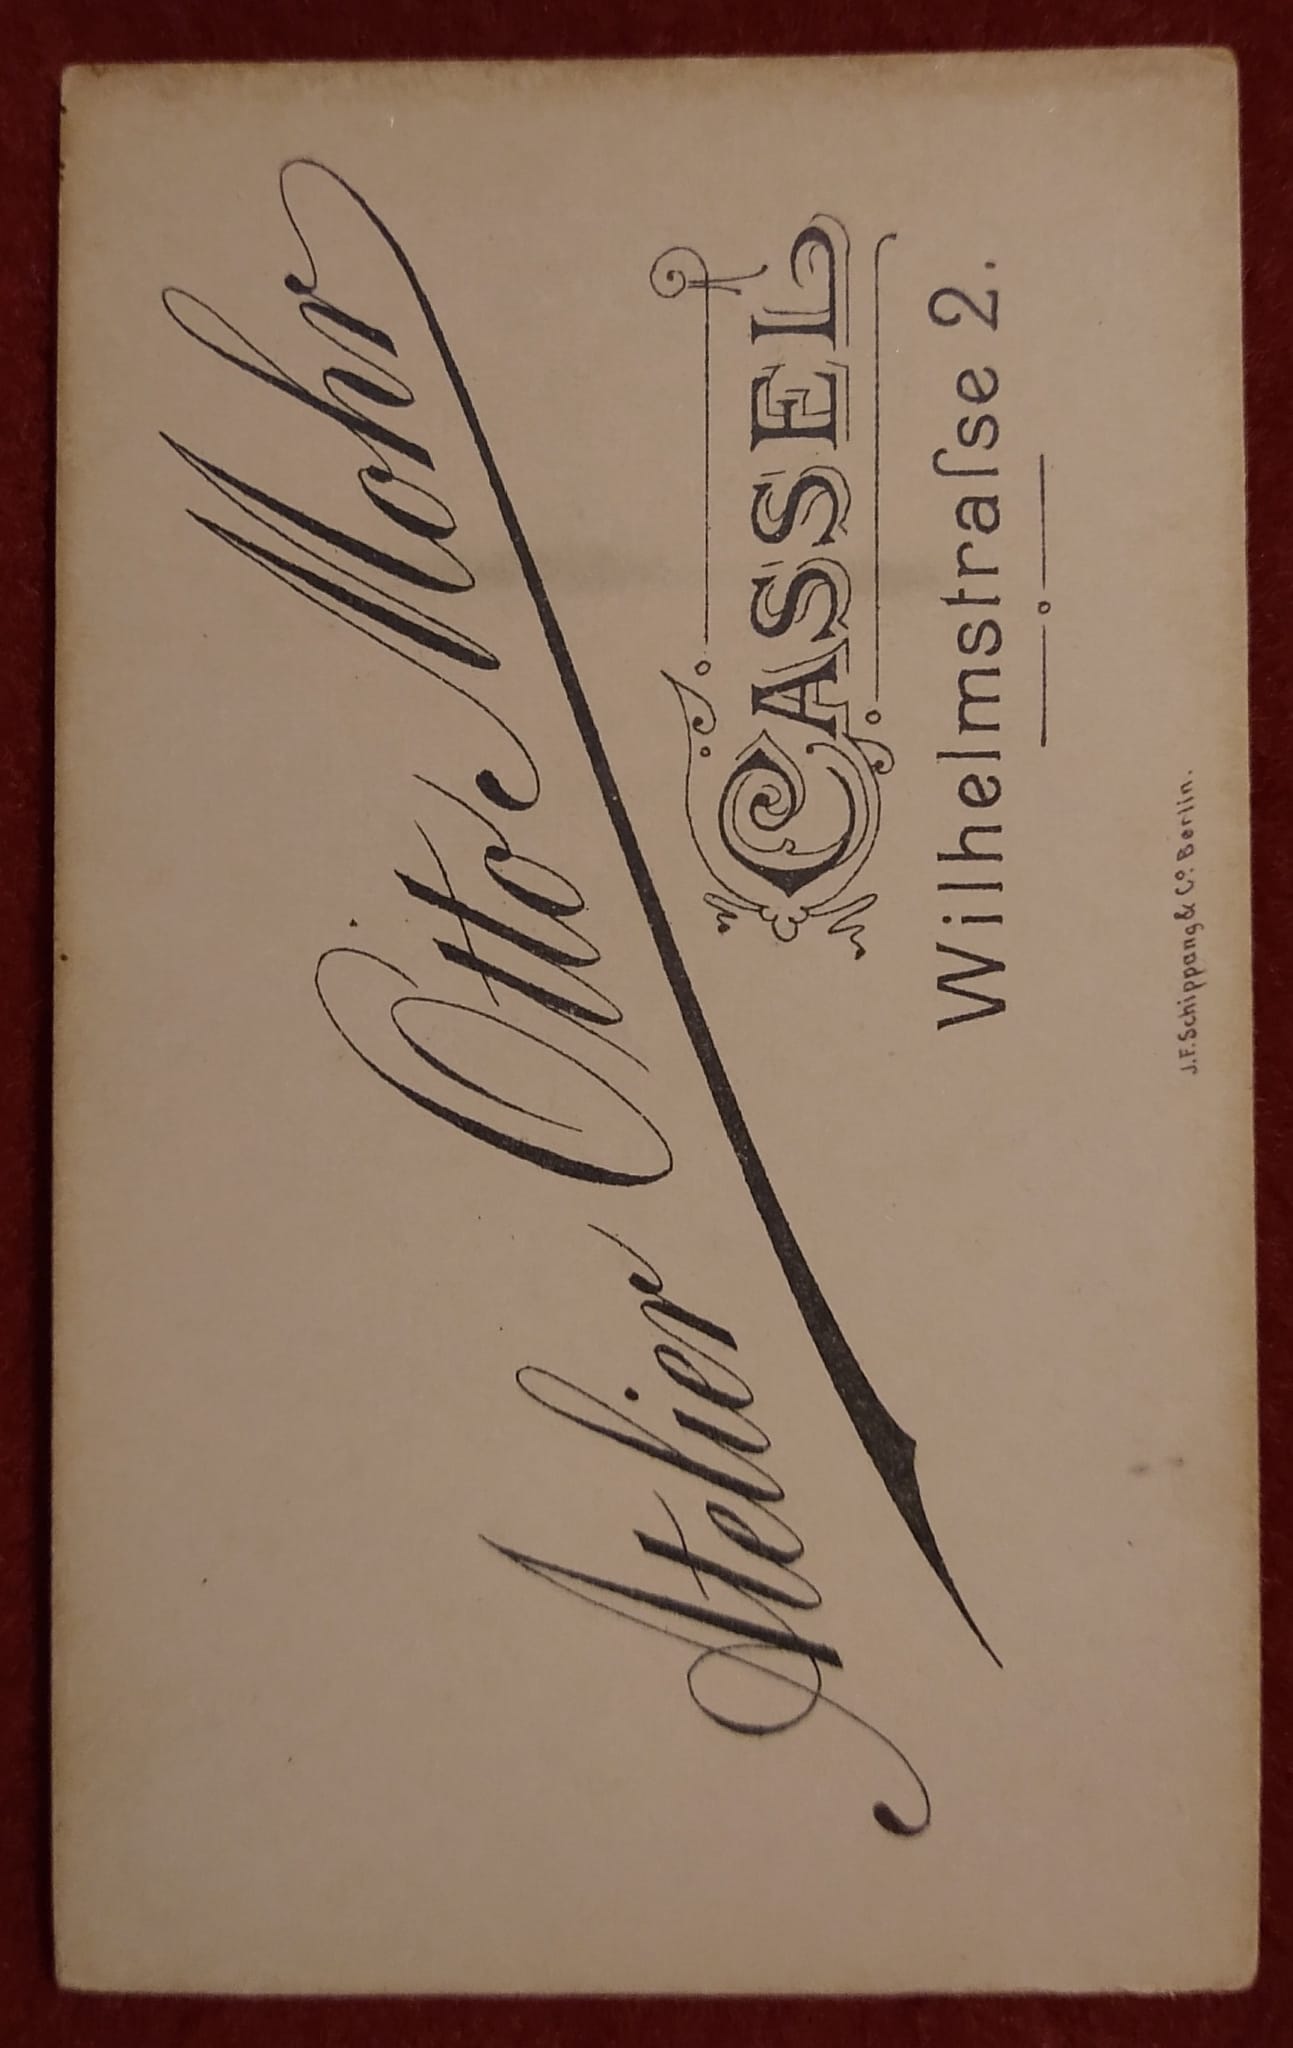 Atelier Otto Mohr
CASSEL
Wilhelmstraſse 2.
J. F. Schippang & Co. Berlin.